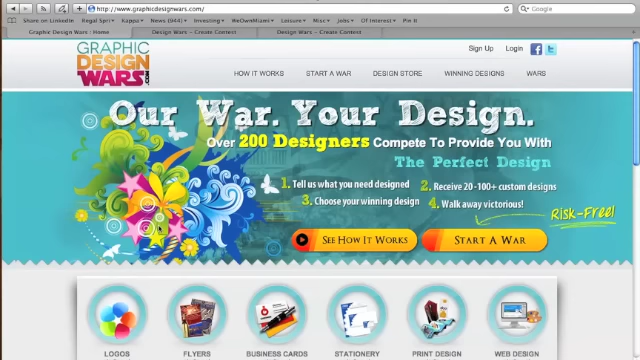 http://www.graphicdesignwars.com/
Google
Share on LinkedIn Regal Spri Kappa News (944) Investing WeOwnMiami Leisure Misc Jobs Of Interest Pin It
Graphic Design Wars : Home Design Wars – Create Contest Design Wars – Create Contest
GRAPHIC
DESIGN
WARS.COM
Sign Up Login
HOW IT WORKS START A WAR DESIGN STORE WINNING DESIGNS WARS
Our War. Your Design.
Over 200 Designers Compete To Provide You With
The Perfect Design
1. Tell us what you need designed 2. Receive 20-100+ custom designs
3. Choose your winning design 4. Walk away victorious!
Risk-Free!
See How It Works Start A War
LOGOS FLYERS BUSINESS CARDS STATIONERY PRINT DESIGN WEB DESIGN